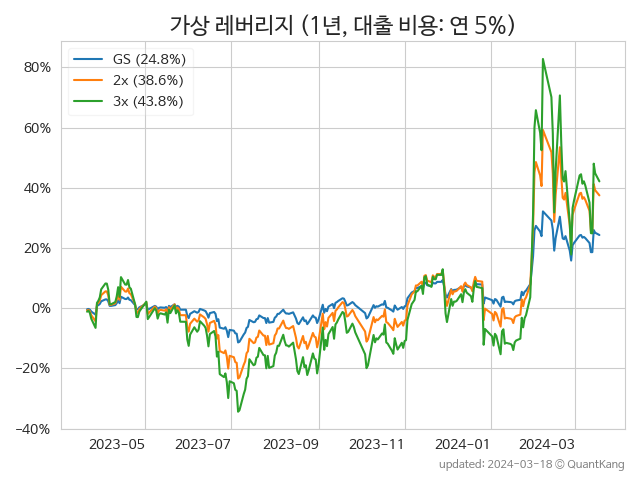 가상 레버리지 (1년, 대출 비용: 연 5%)
GS (24.8%)
2x (38.6%)
3x (43.8%)
80%
60%
40%
20%
0%
−20%
−40%
2023-05 2023-07 2023-09 2023-11 2024-01 2024-03
updated: 2024-03-18 © QuantKang